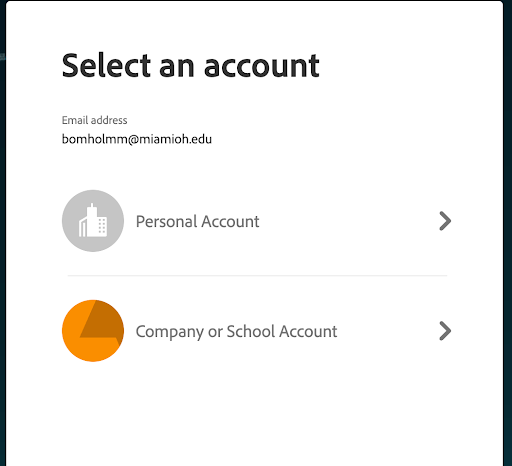 Select an account
Email address
bomholmm@miamioh.edu
Personal Account
Company or School Account